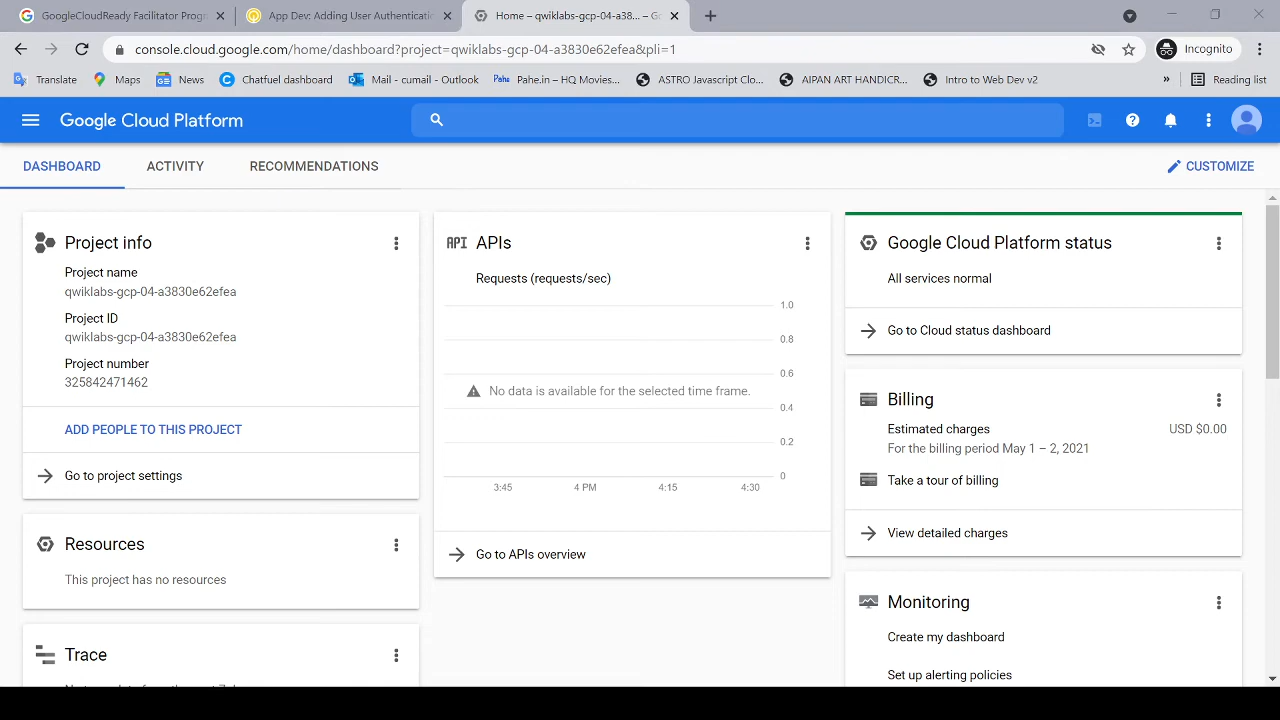 GoogleCloudReady Facilitator Progr
App Dev: Adding User Authenticatio
Home – qwiklabs-gcp-04-a38... – Go
console.cloud.google.com/home/dashboard?project=qwiklabs-gcp-04-a3830e62efea&pli=1
Incognito
Translate
Maps
News
Chatfuel dashboard
Mail - cumail - Outlook
Pahe.in – HQ Movies...
ASTRO Javascript Clo...
AIPAN ART HANDICR...
Intro to Web Dev v2
»
Reading list
Google Cloud Platform
DASHBOARD
ACTIVITY
RECOMMENDATIONS
CUSTOMIZE
Project info
Project name
qwiklabs-gcp-04-a3830e62efea
Project ID
qwiklabs-gcp-04-a3830e62efea
Project number
325842471462
ADD PEOPLE TO THIS PROJECT
Go to project settings
Resources
This project has no resources
Trace
API APIs
Requests (requests/sec)
1.0
0.8
0.6
No data is available for the selected time frame.
0.4
0.2
0
3:45 4 PM 4:15 4:30
Go to APIs overview
Google Cloud Platform status
All services normal
Go to Cloud status dashboard
Billing
Estimated charges USD $0.00
For the billing period May 1 – 2, 2021
Take a tour of billing
View detailed charges
Monitoring
Create my dashboard
Set up alerting policies